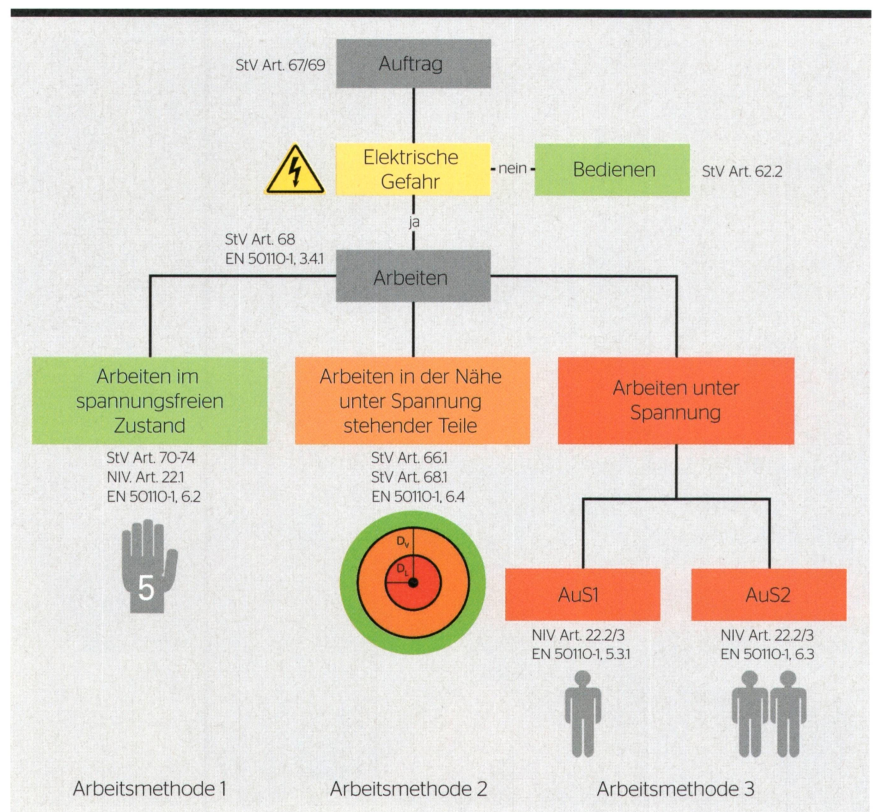 StV Art. 67/69
Auftrag
Elektrische
Gefahr
nein
Bedienen
StV Art. 62.2
ja
StV Art. 68
EN 50110-1, 3.4.1
Arbeiten
Arbeiten im
spannungsfreien
Zustand
StV Art. 70-74
NIV. Art. 22.1
EN 50110-1, 6.2
5
Arbeiten in der Nähe
unter Spannung
stehender Teile
StV Art. 66.1
StV Art. 68.1
EN 50110-1, 6.4
DV
DL
Arbeiten unter
Spannung
AuS1
NIV Art. 22.2/3
EN 50110-1, 5.3.1
AuS2
NIV Art. 22.2/3
EN 50110-1, 6.3
Arbeitsmethode 1
Arbeitsmethode 2
Arbeitsmethode 3